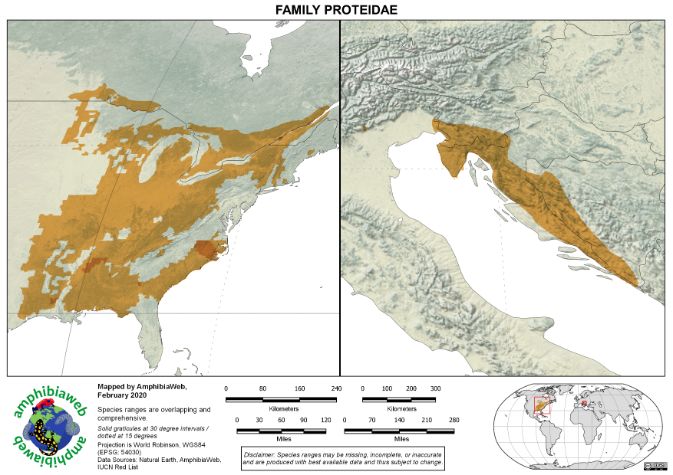 FAMILY PROTEIDAE
amphibiaweb
amphibiaweb
Mapped by AmphibiaWeb,
February 2020
Species ranges are overlapping and
comprehensive.
Solid graticules at 30 degree intervals /
dotted at 15 degrees
Projection is World Robinson, WGS84
(EPSG: 54030)
Data Sources: Natural Earth, AmphibiaWeb,
IUCN Red List
0 80 160 240
Kilometers
0 30 60 90 120
Miles
0 100 200 300
Kilometers
0 70 140 210 280
Miles
Disclaimer: Species ranges may be missing, incomplete, or inaccurate
and are produced with best available data and thus subject to change.